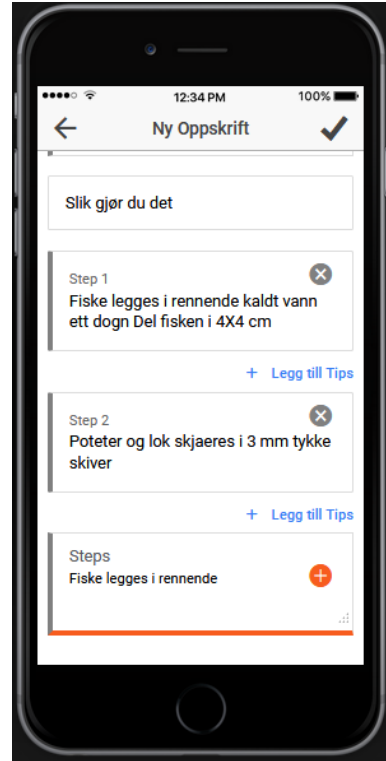 12:34 PM
100%
Ny Oppskrift
Slik gjør du det
Step 1
Fiske legges i rennende kaldt vann
ett dogn Del fisken i 4X4 cm
+ Legg till Tips
Step 2
Poteter og lok skjaeres i 3 mm tykke
skiver
+ Legg till Tips
Steps
Fiske legges i rennende